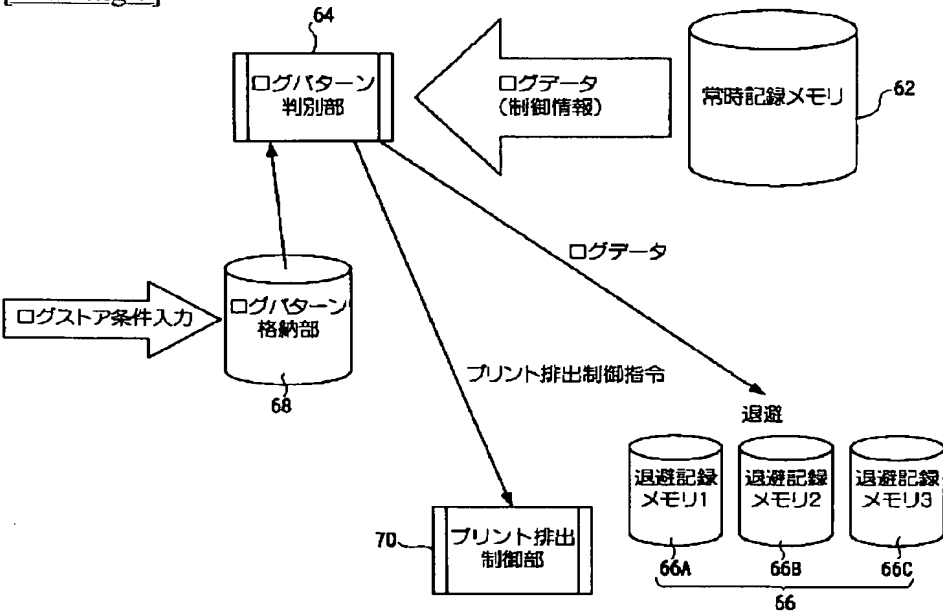 64
ログパターン
判別部
ログデータ
(制御情報)
常時記録メモリ
62
ログデータ
ログストア条件入力
ログパターン
格納部
68
プリント排出制御指令
退避
退避記録
メモリ1
退避記録
メモリ2
退避記録
メモリ3
70
プリント排出
制御部
66A
66B
66C
66